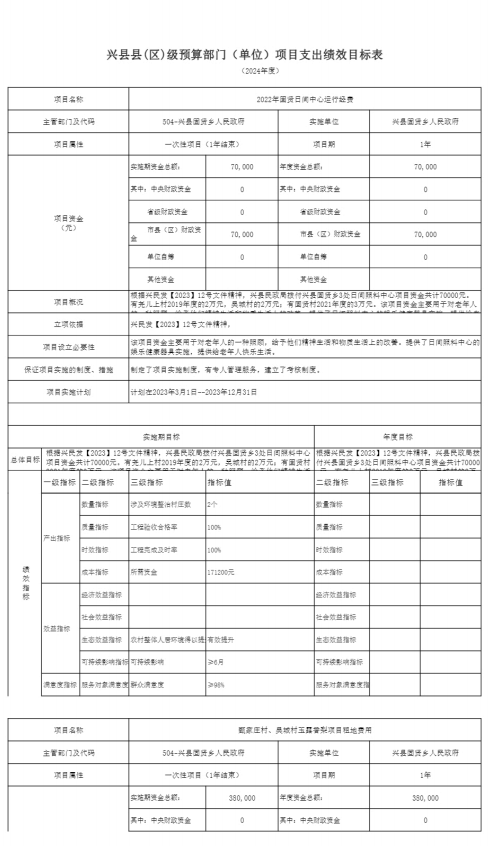 兴县县(区)级预算部门（单位）项目支出绩效目标表
（2024年度）
项目名称 2022年固贤日间中心运行经费
主管部门及代码 504-兴县固贤乡人民政府 实施单位 兴县固贤乡人民政府
项目属性 一次性项目（1年结束） 项目期 1年
项目资金
（元）
实施期资金总额： 70,000 年度资金总额： 70,000
其中：中央财政资金 0 其中：中央财政资金 0
省级财政资金 0 省级财政资金 0
市县（区）财政资金 70,000 市县（区）财政资金 70,000
单位自筹 0 单位自筹 0
其他资金 其他资金
项目概况
根据兴民发【2023】12号文件精神，兴县民政局拨付兴县固贤乡3处日间照料中心项目资金共计70000元。
有尧儿上村2019年度的2万元，吴城村的2万元；有固贤村2021年度的3万元。该项目资金主要用于对老年人
立项依据 兴民发【2023】12号文件精神，
项目设立必要性
该项目资金主要用于对老年人的一种照顾，给予他们精神生活和物质生活上的改善。提供了日间照料中心的
娱乐健康器具实施，提供给老年人快乐生活。
保证项目实施的制度、措施 制定了项目实施制度，有专人管理服务，建立了考核制度。
项目实施计划 计划在2023年3月1日--2023年12月31日
实施期目标 年度目标
总体目标
根据兴民发【2023】12号文件精神，兴县民政局拨付兴县固贤乡3处日间照料中心 根据兴民发【2023】12号文件精神，兴县民政局拨
项目资金共计70000元。有尧儿上村2019年度的2万元，吴城村的2万元；有固贤村 付兴县固贤乡3处日间照料中心项目资金共计70000
绩效指标
一级指标 二级指标 三级指标 指标值 二级指标 三级指标 指标值
产出指标
数量指标 涉及环境整治村庄数 2个 数量指标
质量指标 工程验收合格率 100% 质量指标
时效指标 工程完成及时率 100% 时效指标
成本指标 所需资金 171200元 成本指标
效益指标
经济效益指标 经济效益指标
社会效益指标 社会效益指标
生态效益指标 农村整体人居环境得以提 有效提升 生态效益指标
可持续影响指标 可持续影响 ≥6月 可持续影响指标
满意度指标 服务对象满意度 群众满意度 ≥98% 服务对象满意度指
项目名称 甄家庄村、吴城村玉露香梨项目租地费用
主管部门及代码 504-兴县固贤乡人民政府 实施单位 兴县固贤乡人民政府
项目属性 一次性项目（1年结束） 项目期 1年
实施期资金总额： 380,000 年度资金总额： 380,000
其中：中央财政资金 0 其中：中央财政资金 0